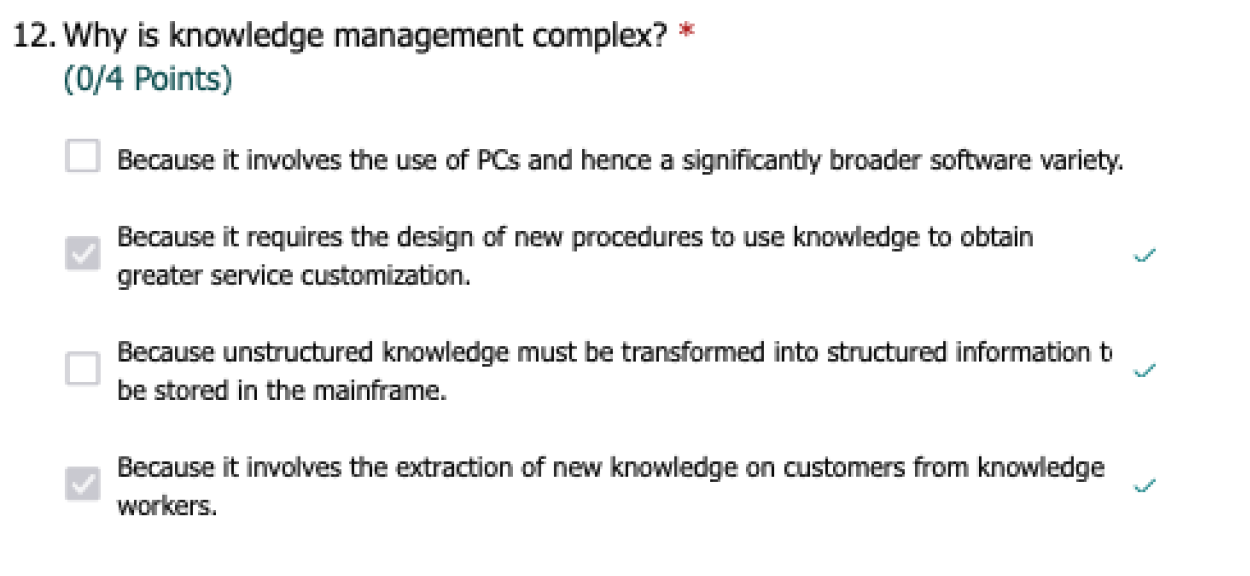 12. Why is knowledge management complex? *
(0/4 Points)
Because it involves the use of PCs and hence a significantly broader software variety.
Because it requires the design of new procedures to use knowledge to obtain
greater service customization.
Because unstructured knowledge must be transformed into structured information t
be stored in the mainframe.
Because it involves the extraction of new knowledge on customers from knowledge
workers.